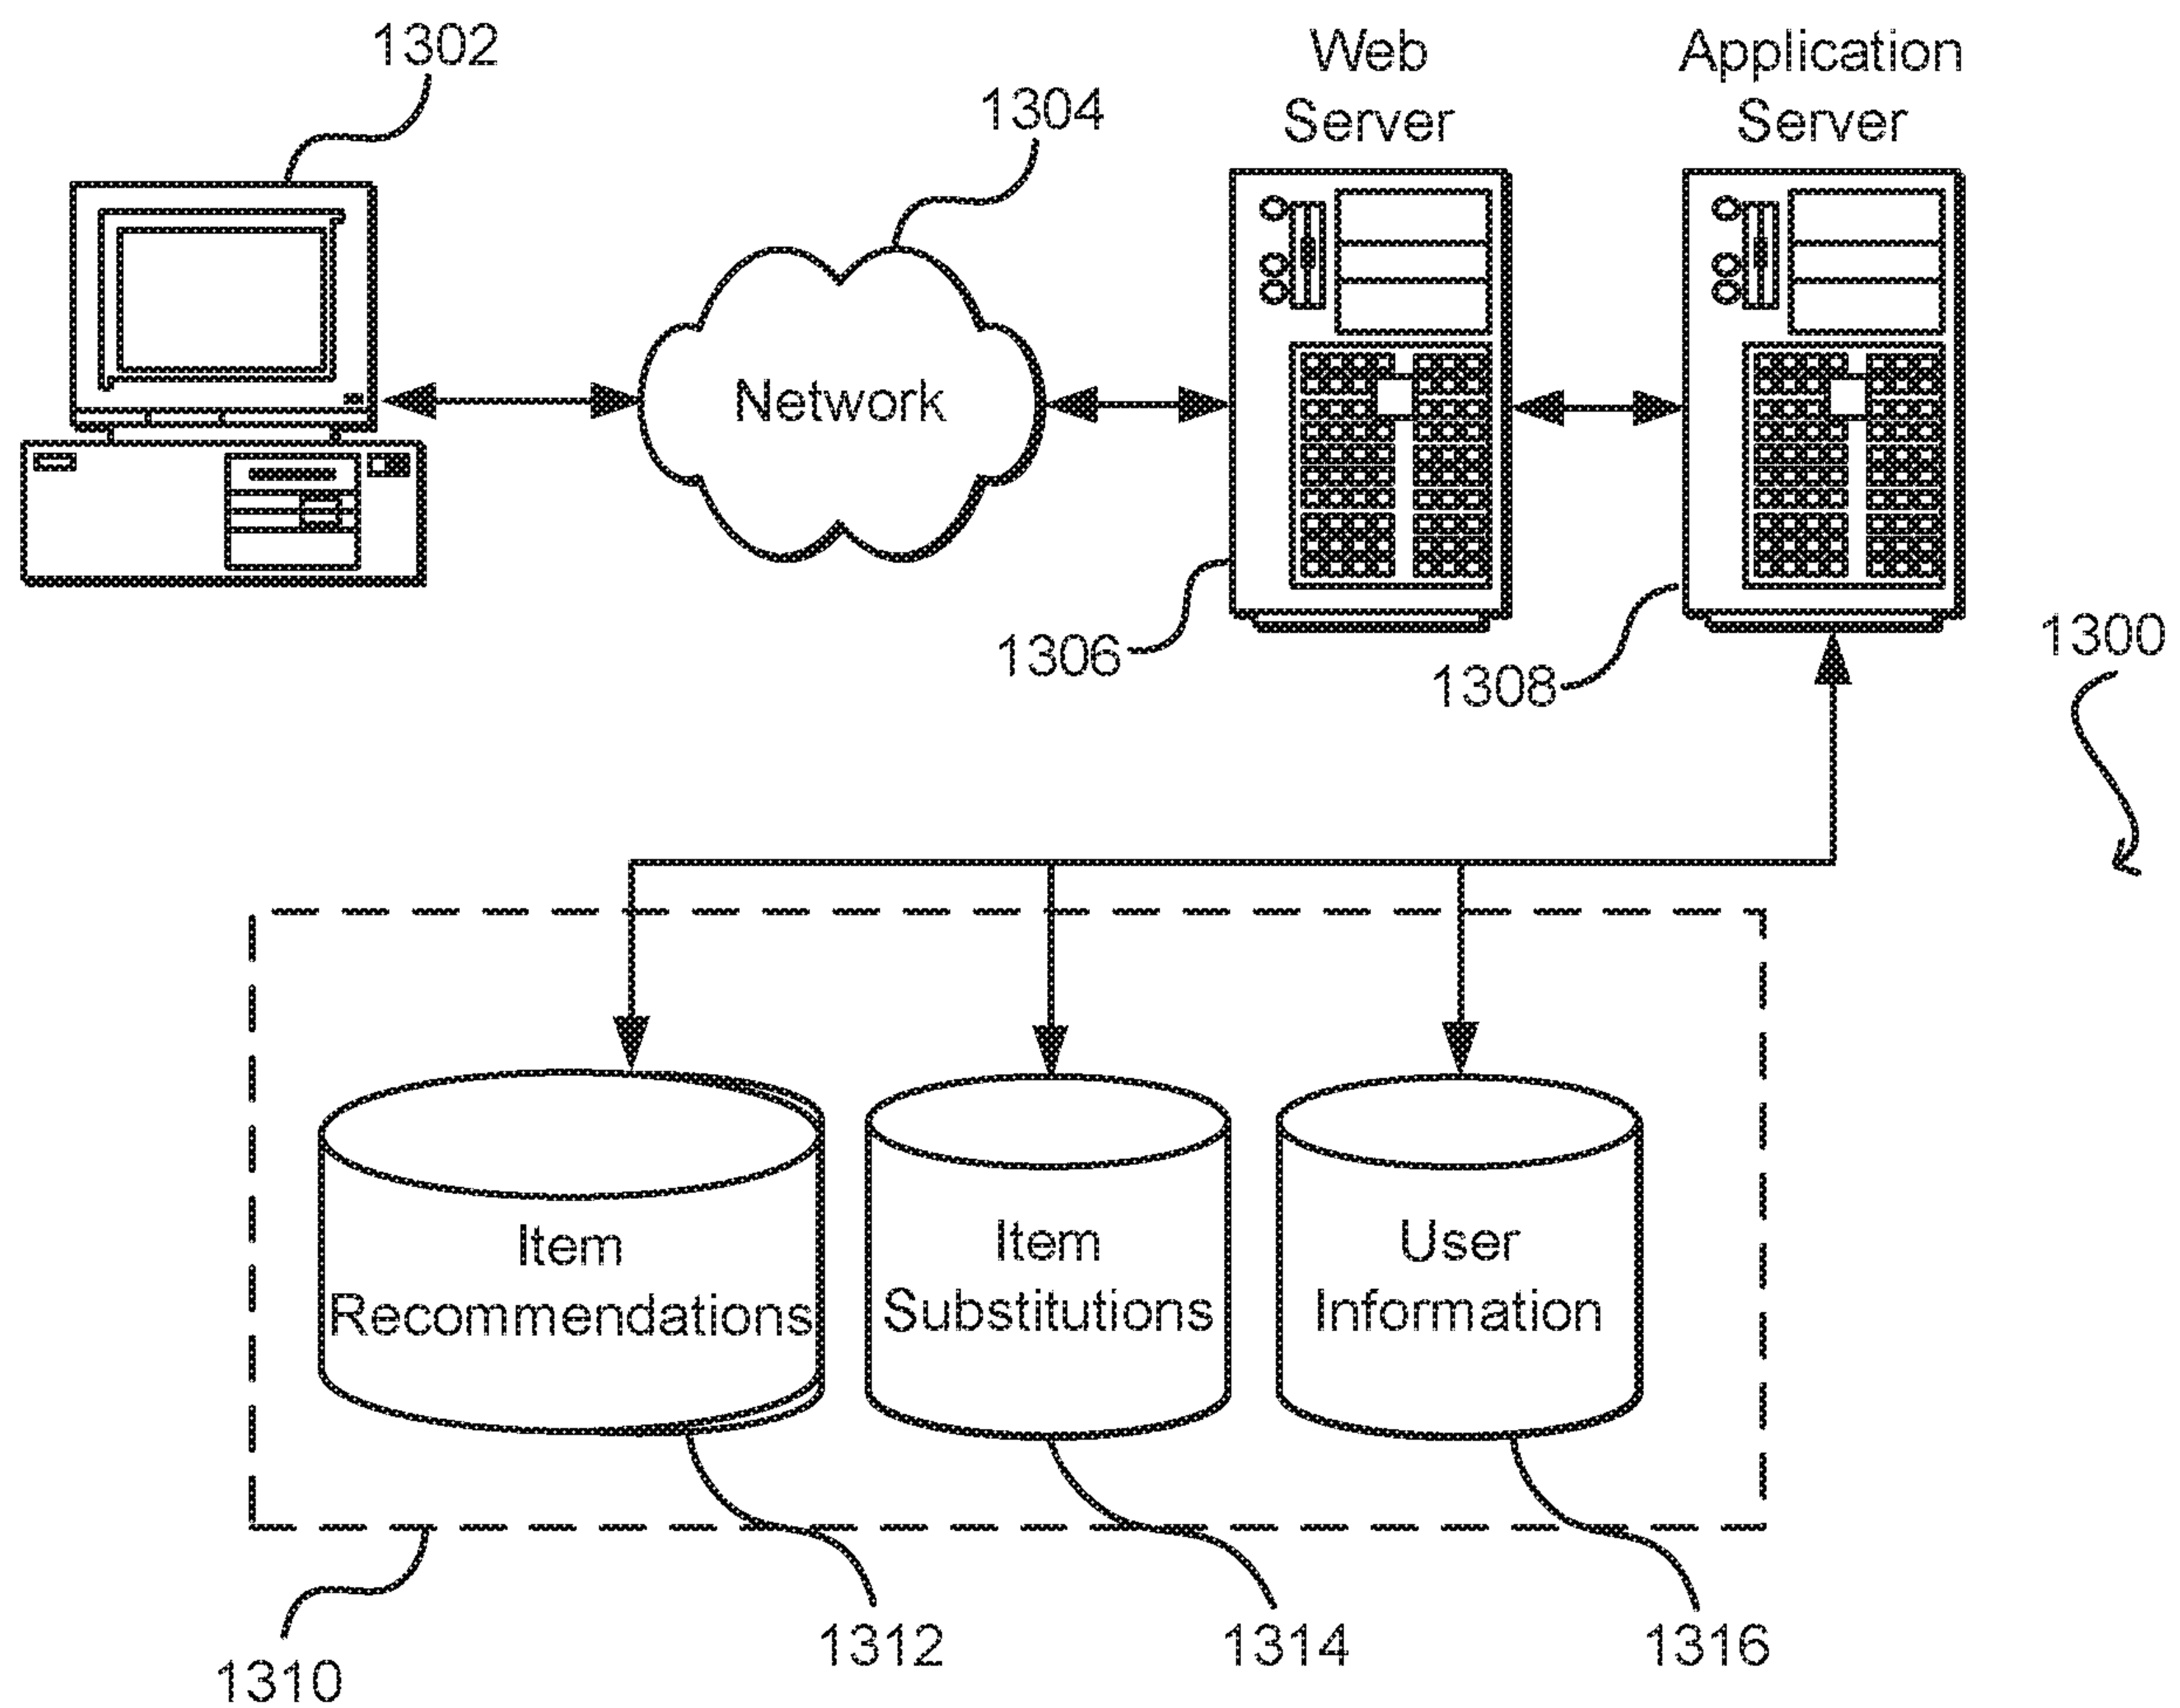 1302
1304
Web
Server
Application
Server
Network
1306
1308
1300
Item
Recommendations
Item
Substitutions
User
Information
1310
1312
1314
1316